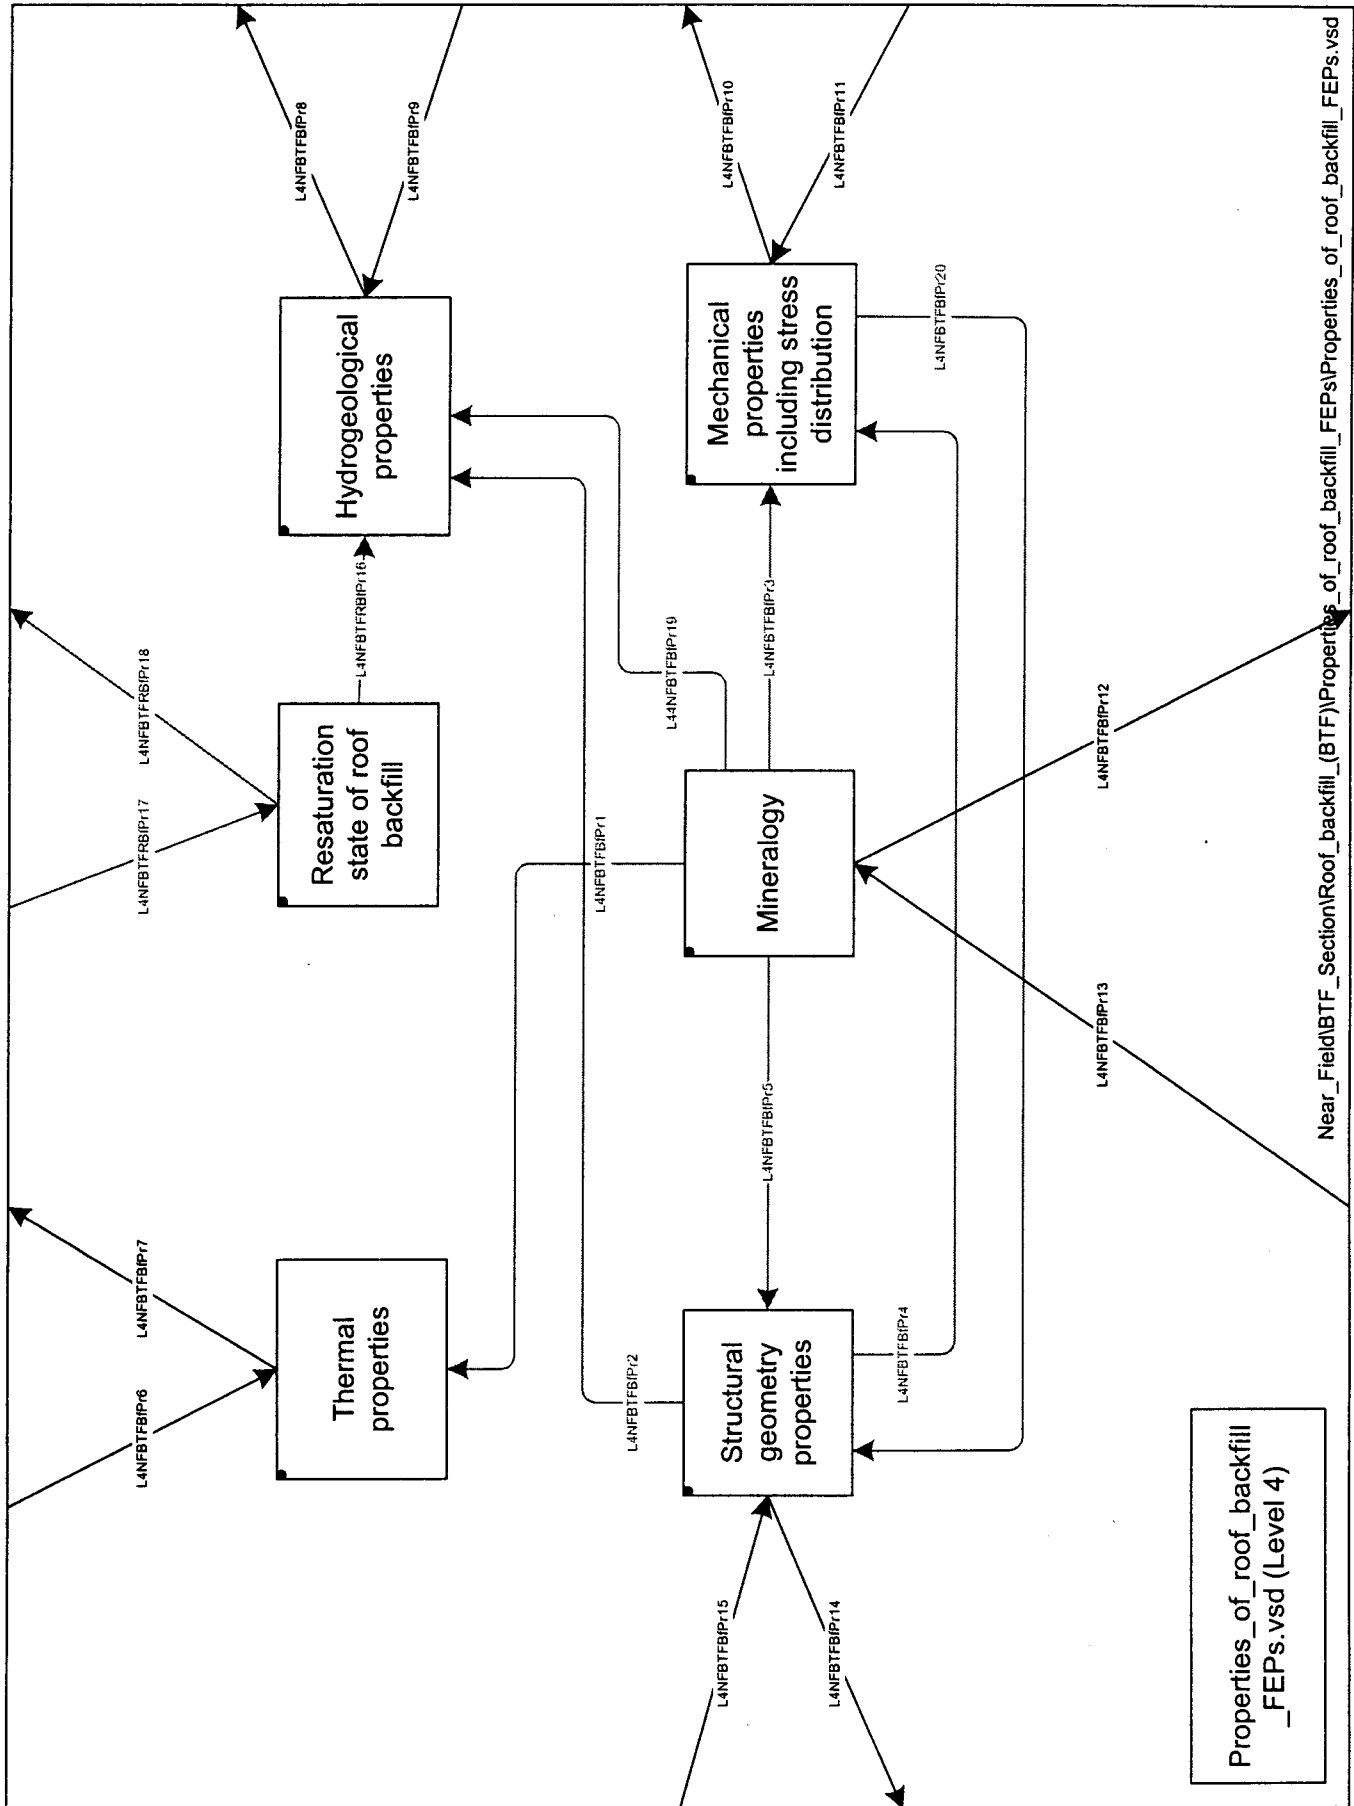 L4NFBTFBfPr6
L4NFBTFBfPr7
L4NFBTFRBfPr17
L4NFBTFRBfPr18
Thermal
properties
Resaturation
state of roof
backfill
L4NFBTFRBfPr16
Hydrogeological
properties
L4NFBTFBfPr8
L4NFBTFBfPr9
L4NFBTFBfPr2
L4NFBTFBfPr1
L44NFBTFBfPr19
L4NFBTFBfPr15
L4NFBTFBfPr14
Structural
geometry
properties
L4NFBTFBfPr5
Mineralogy
L4NFBTFBfPr3
Mechanical
properties
including stress
distribution
L4NFBTFBfPr10
L4NFBTFBfPr11
L4NFBTFBfPr4
L4NFBTFBfPr20
L4NFBTFBfPr13
L4NFBTFBfPr12
Properties_of_roof_backfill
_FEPs.vsd (Level 4)
Near_Field\BTF_Section\Roof_backfill_(BTF)\Properties_of_roof_backfill_FEPs\Properties_of_roof_backfill_FEPs.vsd